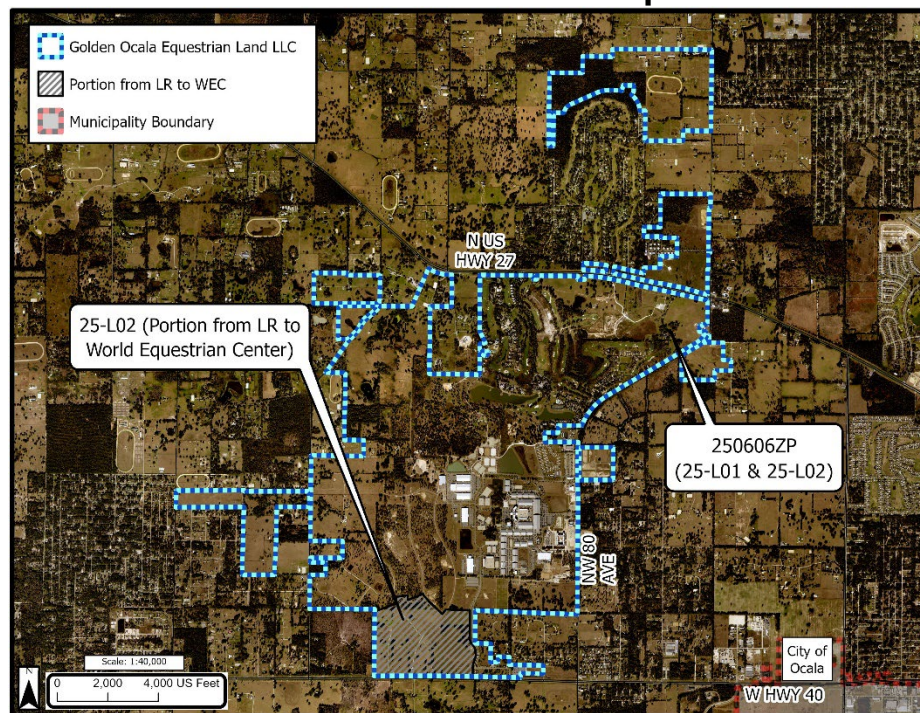 Golden Ocala Equestrian Land LLC
Portion from LR to WEC
Municipality Boundary
N US
HWY 27
25-L02 (Portion from LR to
World Equestrian Center)
250606ZP
(25-L01 & 25-L02)
NW 80
AVE
City of
Ocala
W HWY 40
Scale: 1:40,000
N
0 2,000 4,000 US Feet